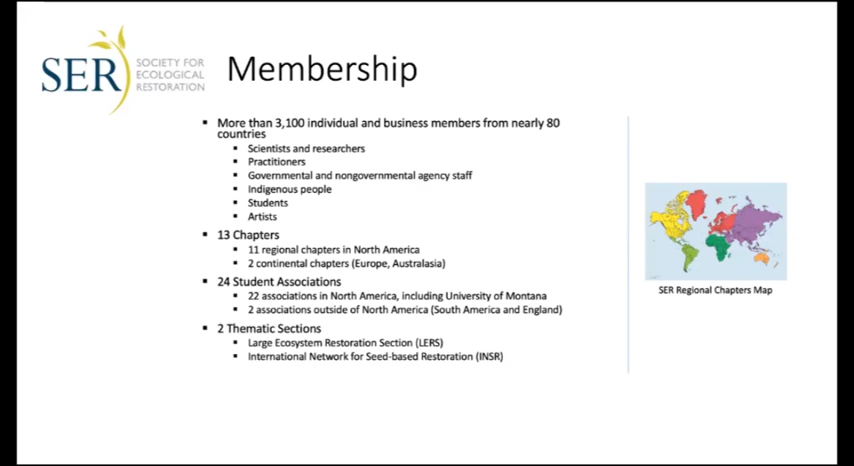 SER
SOCIETY FOR
ECOLOGICAL
RESTORATION
Membership
▪ More than 3,100 individual and business members from nearly 80
countries
▪ Scientists and researchers
▪ Practitioners
▪ Governmental and nongovernmental agency staff
▪ Indigenous people
▪ Students
▪ Artists
▪ 13 Chapters
▪ 11 regional chapters in North America
▪ 2 continental chapters (Europe, Australasia)
▪ 24 Student Associations
▪ 22 associations in North America, including University of Montana
▪ 2 associations outside of North America (South America and England)
▪ 2 Thematic Sections
▪ Large Ecosystem Restoration Section (LERS)
▪ International Network for Seed-based Restoration (INSR)
SER Regional Chapters Map